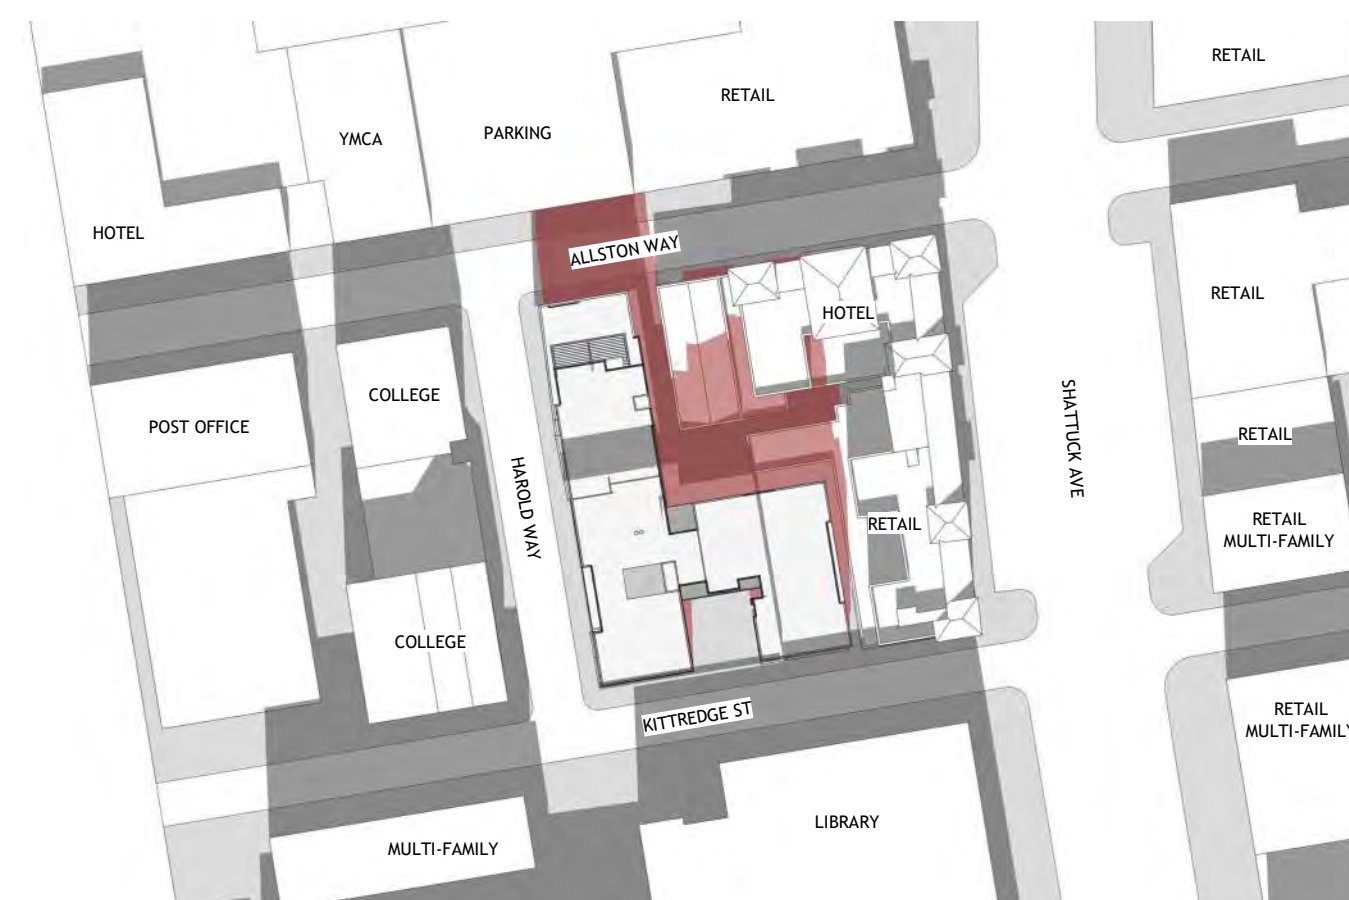 RETAIL
RETAIL
YMCA
PARKING
HOTEL
ALLSTON WAY
HOTEL
RETAIL
COLLEGE
POST OFFICE
SHATTUCK AVE
RETAIL
HAROLD WAY
RETAIL
RETAIL
MULTI-FAMILY
COLLEGE
KITTREDGE ST
RETAIL
MULTI-FAMILY
LIBRARY
MULTI-FAMILY